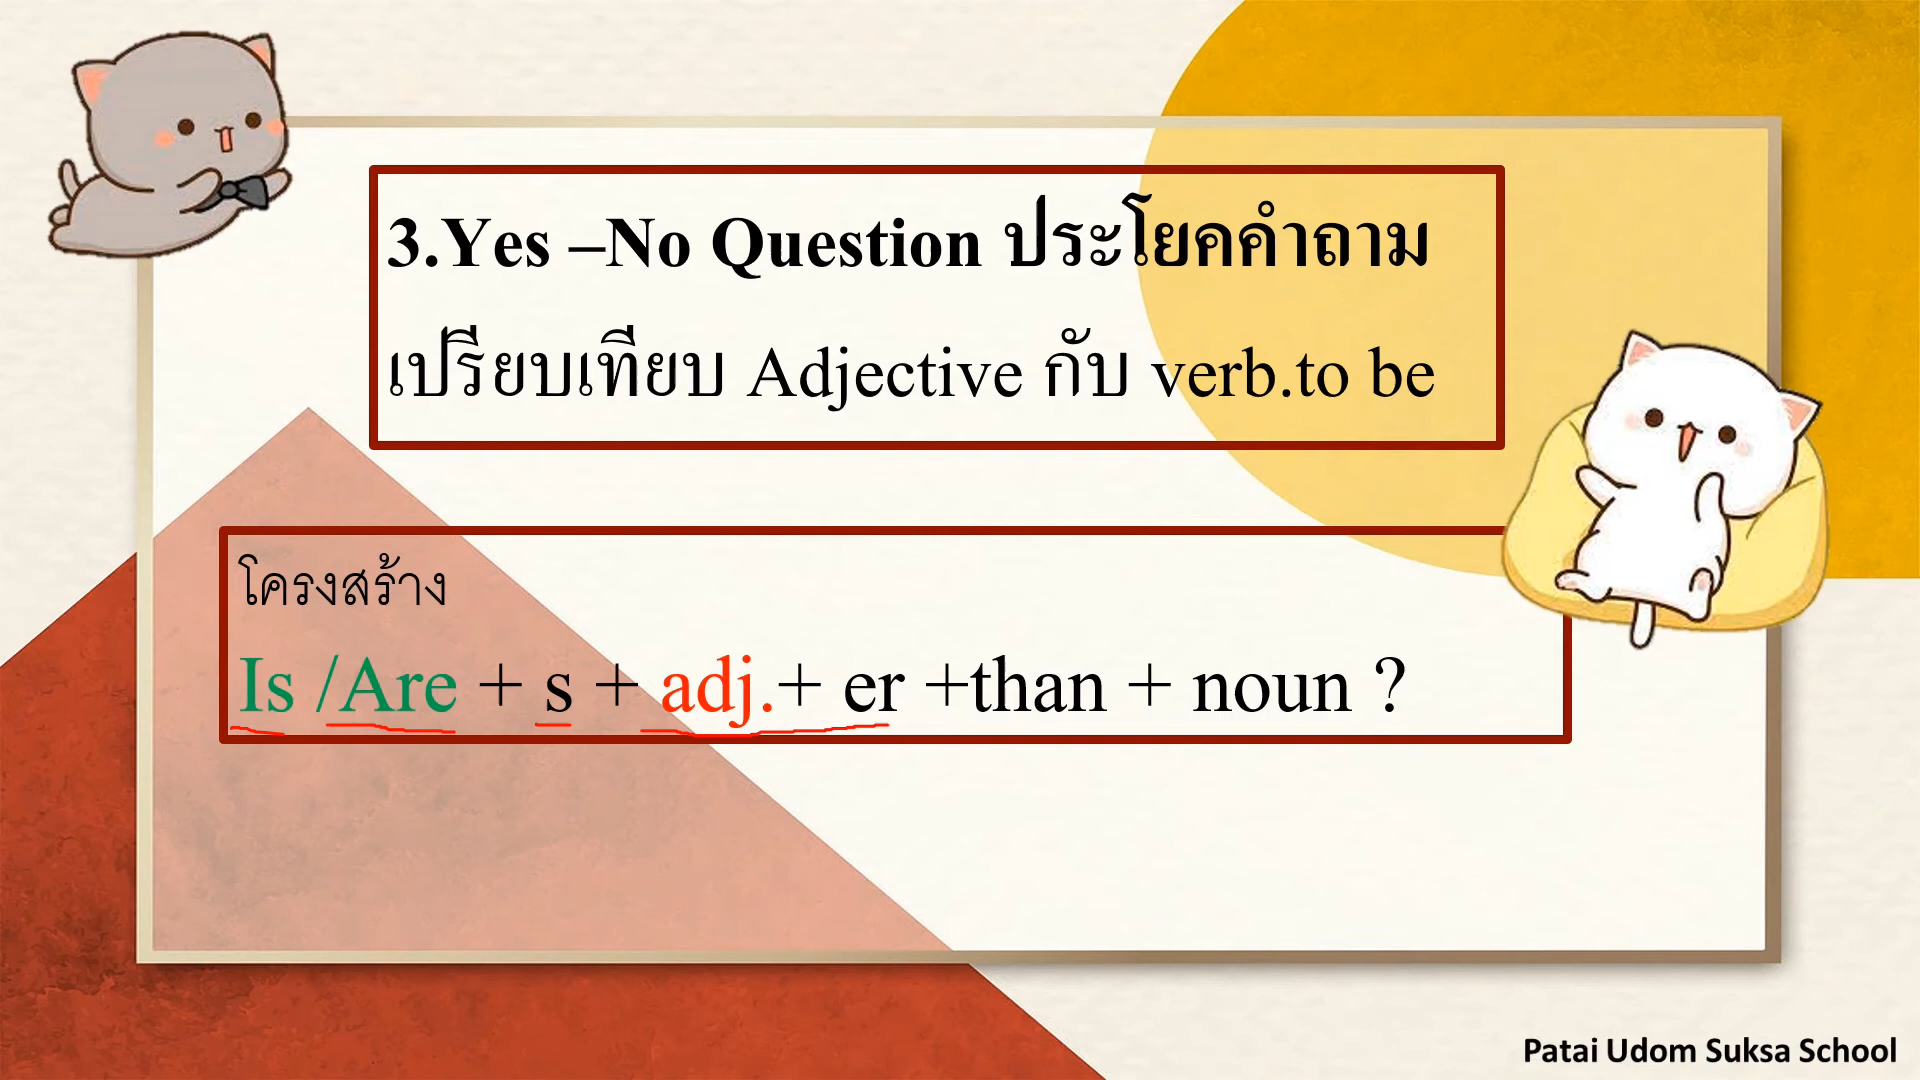 3.Yes –No Question ประโยคคำถาม
เปรียบเทียบ Adjective กับ verb.to be
โครงสร้าง
Is /Are + s + adj.+ er +than + noun ?
Patai Udom Suksa School